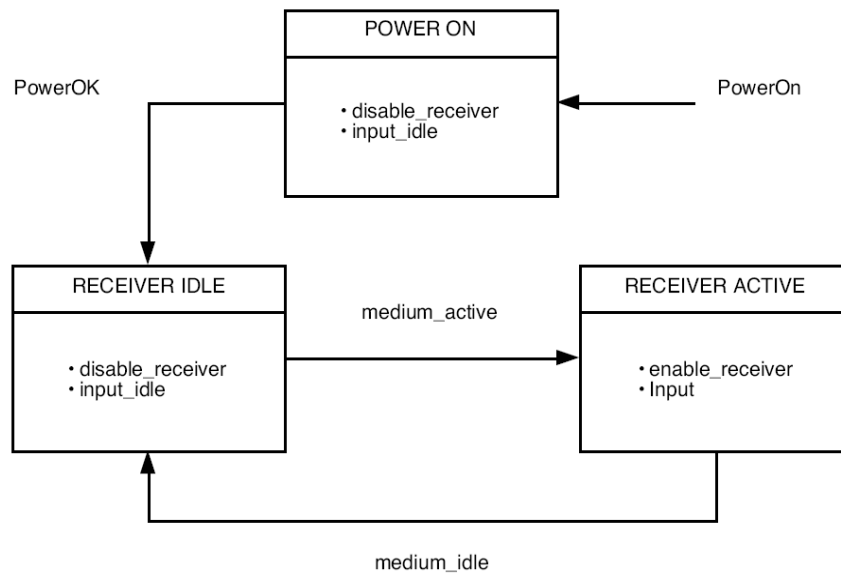 POWER ON
PowerOK
PowerOn
• disable_receiver
• input_idle
RECEIVER IDLE
RECEIVER ACTIVE
medium_active
• disable_receiver
• input_idle
• enable_receiver
• Input
medium_idle